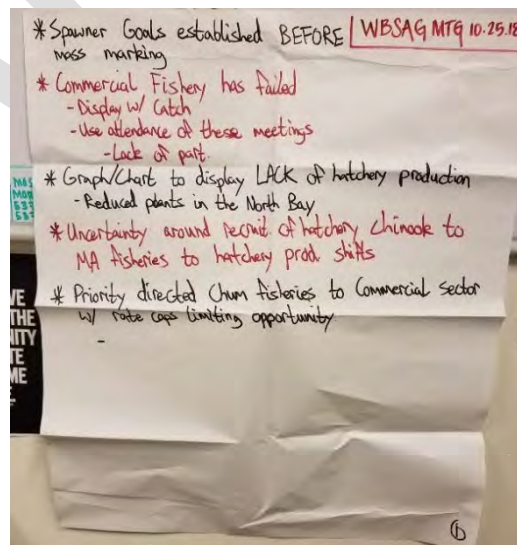 * Spawner Goals established BEFORE
mass marking
WBSAG MTG 10.25.18
* Commercial Fishery has failed
- Display w/ Catch
- Use attendance of these meetings
- Lack of part.
* Graph/Chart to display LACK of hatchery production
- Reduced plants in the North Bay
* Uncertainty around recruit of hatchery chinook to
MA fisheries to hatchery prod shifts
* Priority directed Chum fisheries to Commercial Sector
w/ rate caps limiting opportunity
-
1
VE
THE
NITY
TE
ME